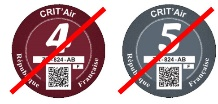 CRIT'Air
4
824-AB
F
République Française
CRIT'Air
5
824-AB
F
République Française